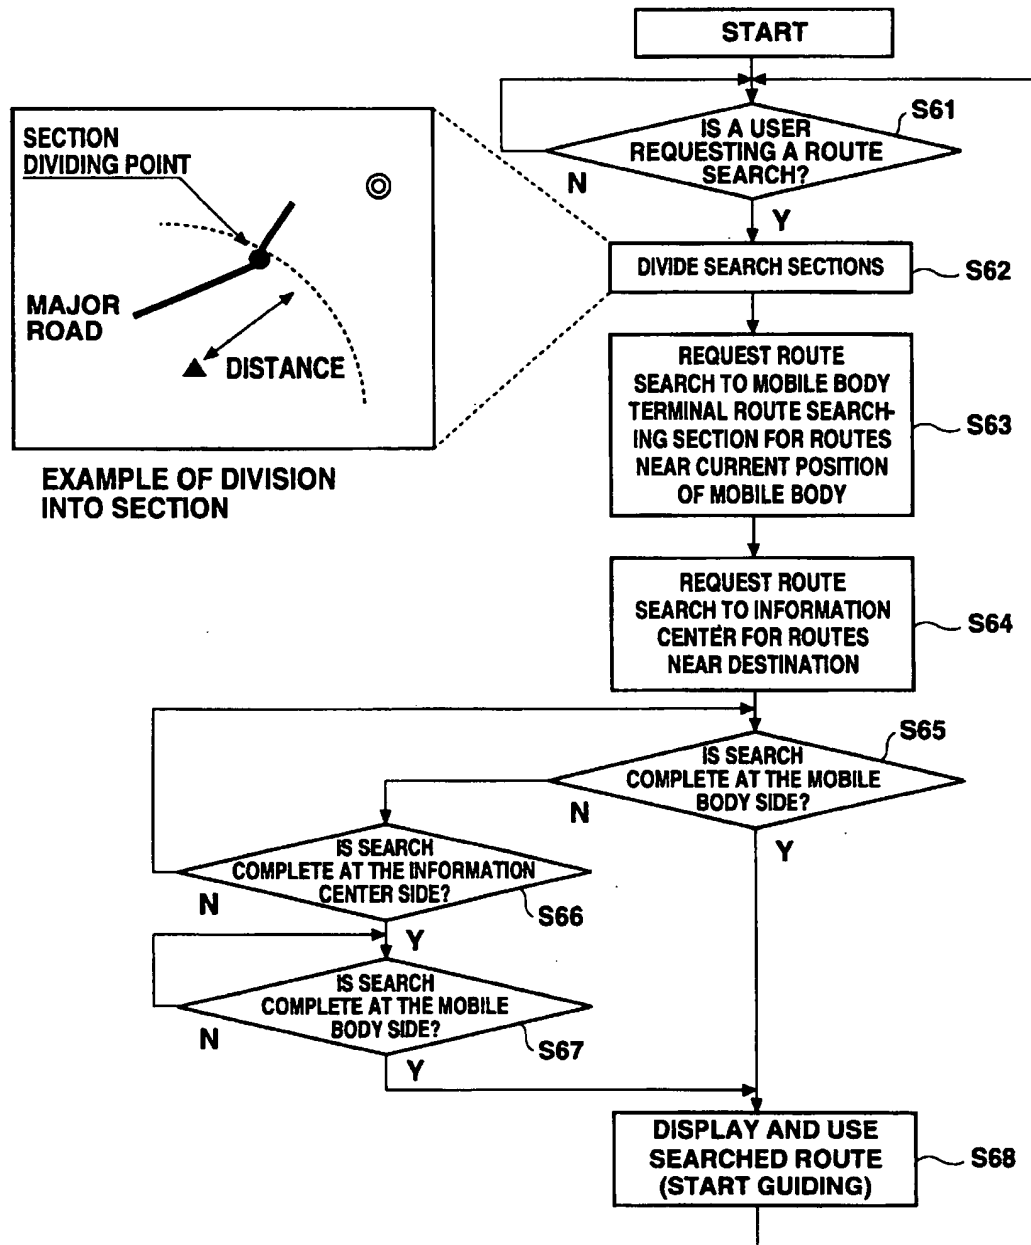 START
S61
IS A USER
REQUESTING A ROUTE
SEARCH?
N
Y
SECTION
DIVIDING POINT
MAJOR
ROAD
DISTANCE
EXAMPLE OF DIVISION
INTO SECTION
DIVIDE SEARCH SECTIONS
S62
REQUEST ROUTE
SEARCH TO MOBILE BODY
TERMINAL ROUTE SEARCH-
ING SECTION FOR ROUTES
NEAR CURRENT POSITION
OF MOBILE BODY
S63
REQUEST ROUTE
SEARCH TO INFORMATION
CENTER FOR ROUTES
NEAR DESTINATION
S64
S65
IS SEARCH
COMPLETE AT THE MOBILE
BODY SIDE?
N
Y
IS SEARCH
COMPLETE AT THE INFORMATION
CENTER SIDE?
N
S66
Y
IS SEARCH
COMPLETE AT THE MOBILE
BODY SIDE?
N
S67
Y
DISPLAY AND USE
SEARCHED ROUTE
(START GUIDING)
S68